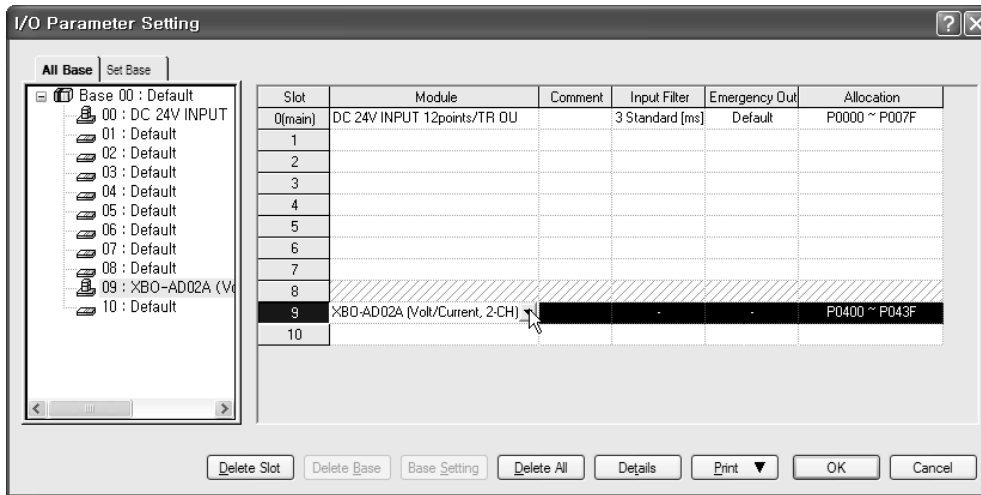 I/O Parameter Setting
All Base Set Base
Base 00 : Default
00 : DC 24V INPUT
01 : Default
02 : Default
03 : Default
04 : Default
05 : Default
06 : Default
07 : Default
08 : Default
09 : XBO-AD02A (Vo
10 : Default
Slot Module Comment Input Filter Emergency Out Allocation
0(main) DC 24V INPUT 12points/TR OU 3 Standard [ms] Default P0000 ~ P007F
1
2
3
4
5
6
7
8
9 XBO-AD02A (Volt/Current, 2-CH) - - P0400 ~ P043F
10
Delete Slot Delete Base Base Setting Delete All Details Print ▼ OK Cancel